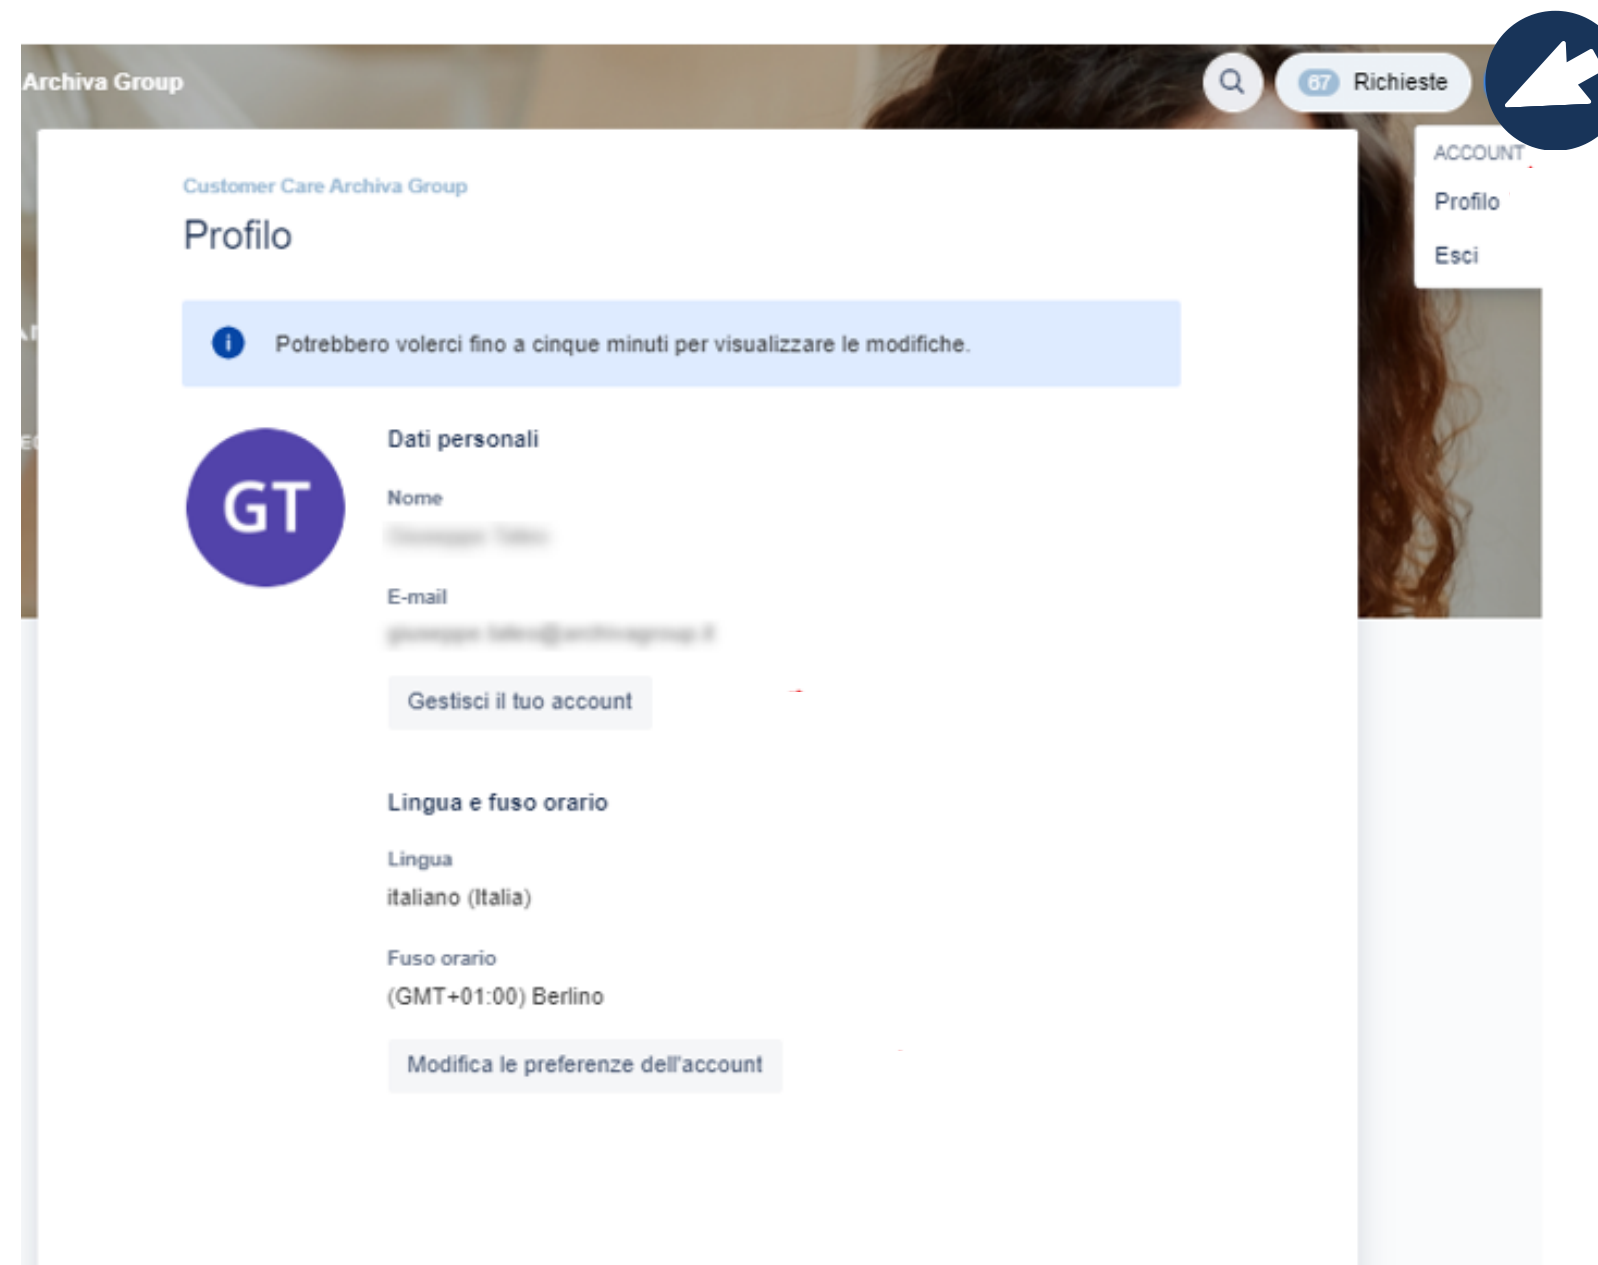 Archiva Group
67 Richieste
ACCOUNT
Profilo
Esci
Customer Care Archiva Group
Profilo
Potrebbero volerci fino a cinque minuti per visualizzare le modifiche.
GT
Dati personali
Nome
E-mail
Gestisci il tuo account
Lingua e fuso orario
Lingua
italiano (Italia)
Fuso orario
(GMT+01:00) Berlino
Modifica le preferenze dell'account